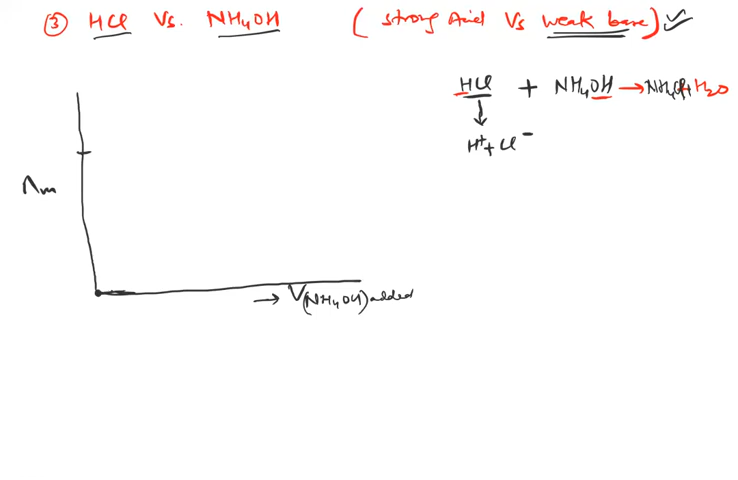 ③ HCl Vs. NH4OH (strong Acid Vs weak base)
HCl + NH4OH → NH4Cl + H2O
H⁺ + Cl⁻
Λm
→ V(NH4OH) added